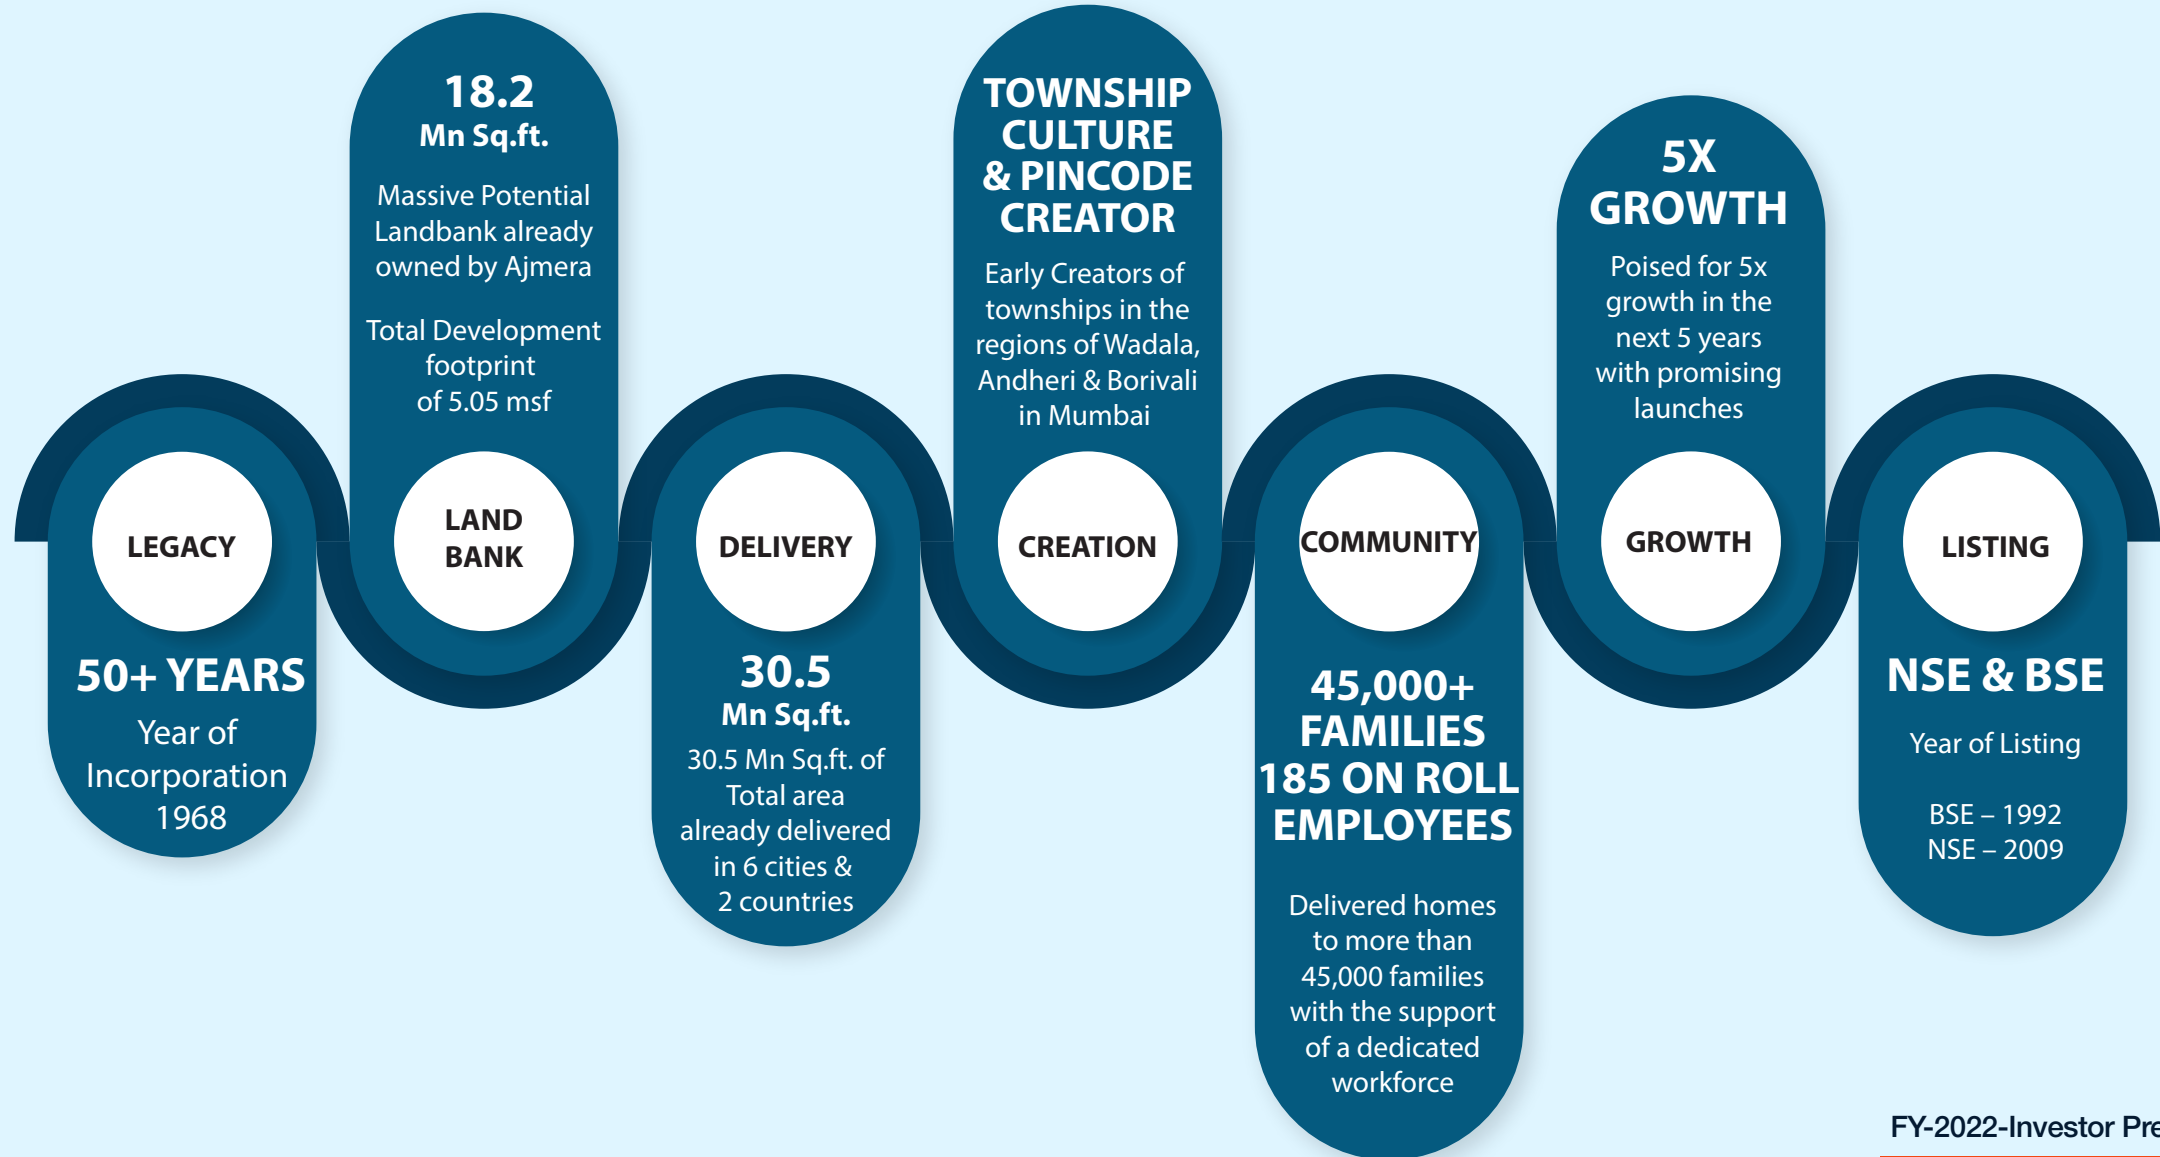 LEGACY
50+ YEARS
Year of
Incorporation
1968
18.2
Mn Sq.ft.
Massive Potential
Landbank already
owned by Ajmera
Total Development
footprint
of 5.05 msf
LAND
BANK
DELIVERY
30.5
Mn Sq.ft.
30.5 Mn Sq.ft. of
Total area
already delivered
in 6 cities &
2 countries
TOWNSHIP
CULTURE
& PINCODE
CREATOR
Early Creators of
townships in the
regions of Wadala,
Andheri & Borivali
in Mumbai
CREATION
COMMUNITY
45,000+
FAMILIES
185 ON ROLL
EMPLOYEES
Delivered homes
to more than
45,000 families
with the support
of a dedicated
workforce
5X
GROWTH
Poised for 5x
growth in the
next 5 years
with promising
launches
GROWTH
LISTING
NSE & BSE
Year of Listing
BSE – 1992
NSE – 2009
FY-2022-Investor Pre